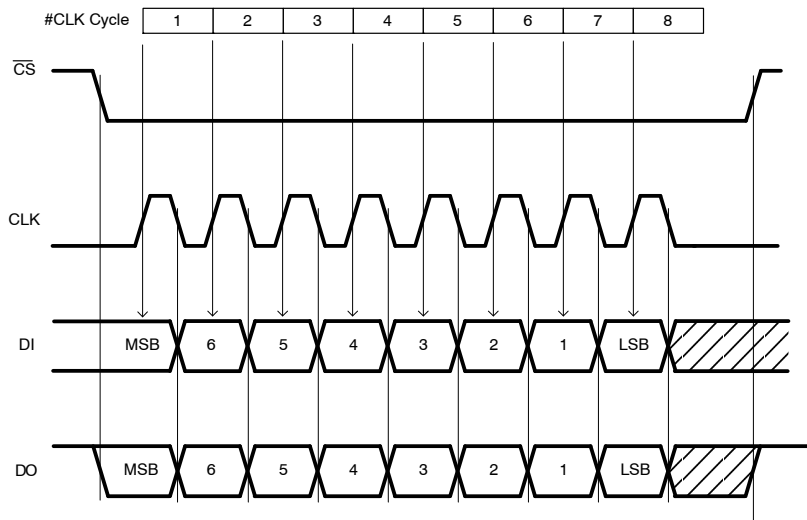 #CLK Cycle 1 2 3 4 5 6 7 8
CS
CLK
DI MSB 6 5 4 3 2 1 LSB
DO MSB 6 5 4 3 2 1 LSB